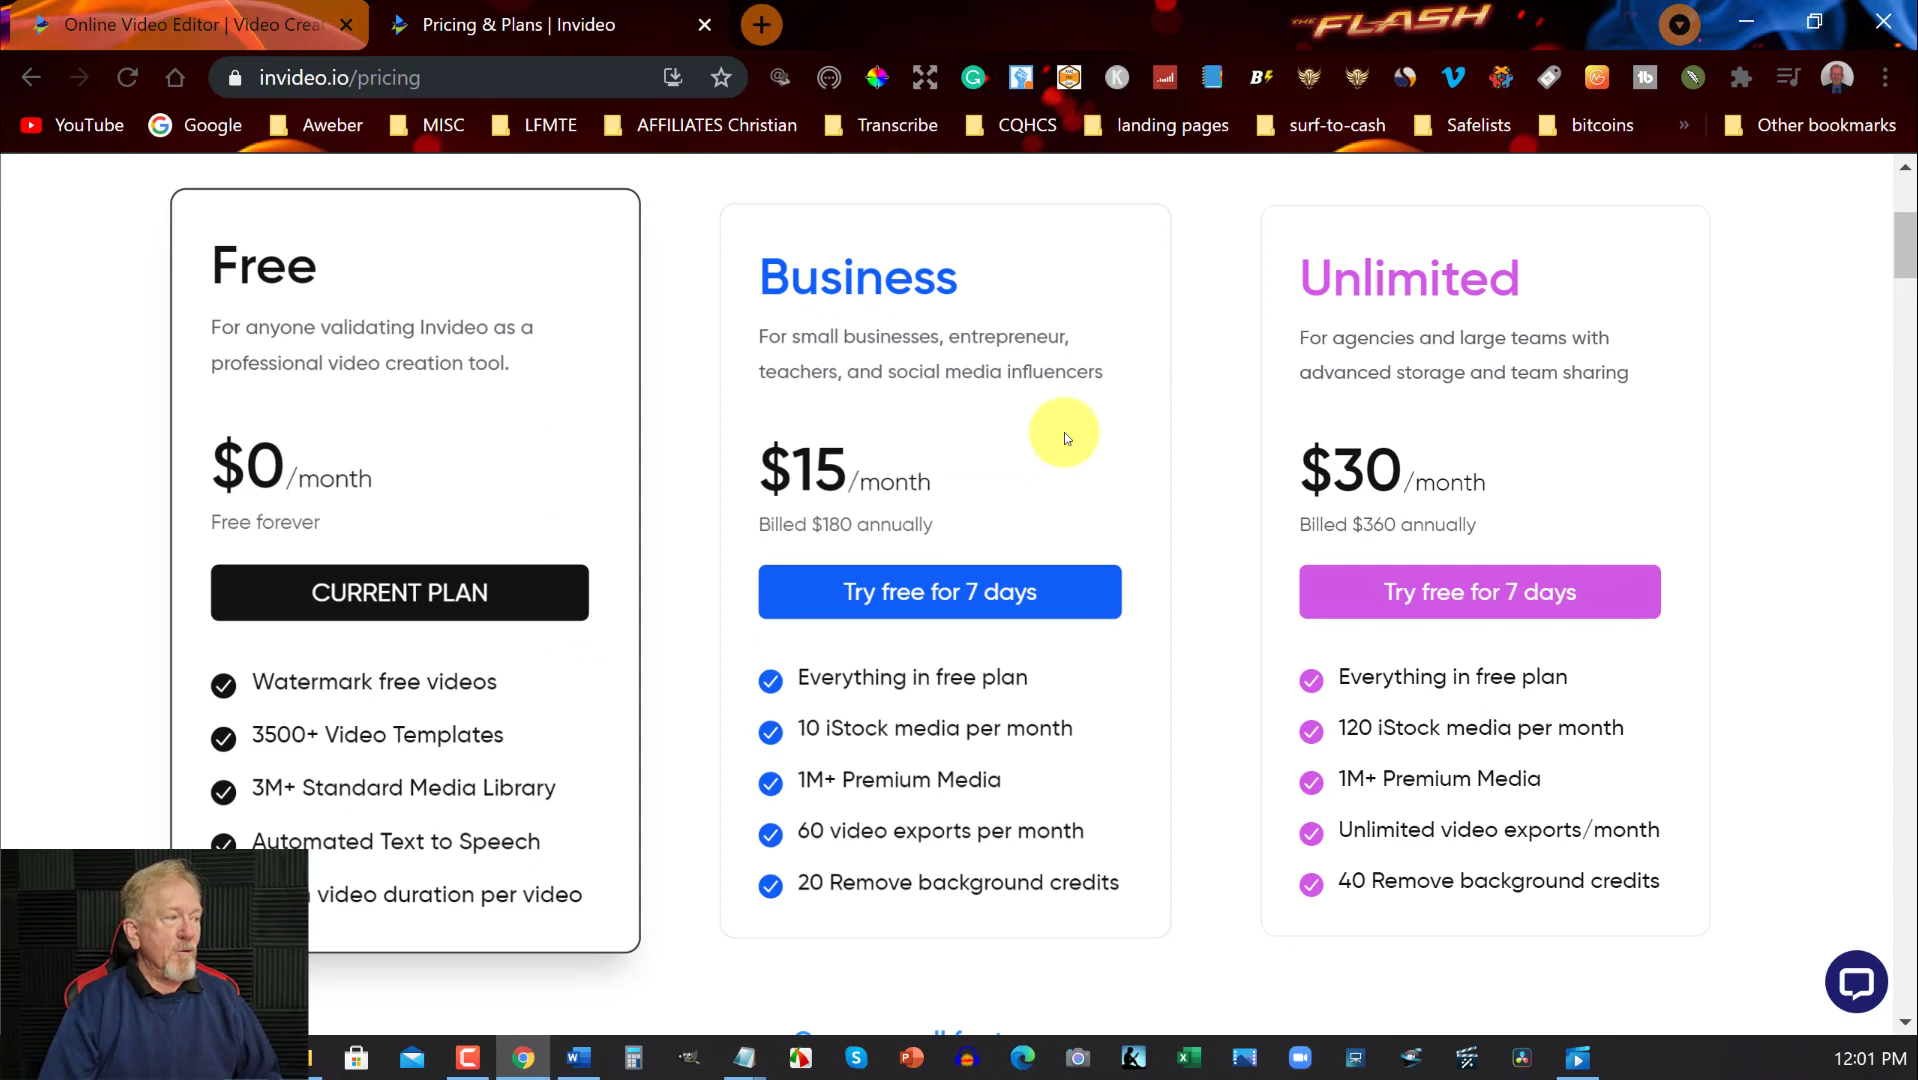 Online Video Editor | Video Crea
Pricing & Plans | Invideo
THE FLASH
invideo.io/pricing
YouTube
Google
Aweber
MISC
LFMTE
AFFILIATES Christian
Transcribe
CQHCS
landing pages
surf-to-cash
Safelists
bitcoins
»
Other bookmarks
Free
For anyone validating Invideo as a
professional video creation tool.
$0/month
Free forever
CURRENT PLAN
Watermark free videos
3500+ Video Templates
3M+ Standard Media Library
Automated Text to Speech
video duration per video
Business
For small businesses, entrepreneur,
teachers, and social media influencers
$15/month
Billed $180 annually
Try free for 7 days
Everything in free plan
10 iStock media per month
1M+ Premium Media
60 video exports per month
20 Remove background credits
Unlimited
For agencies and large teams with
advanced storage and team sharing
$30/month
Billed $360 annually
Try free for 7 days
Everything in free plan
120 iStock media per month
1M+ Premium Media
Unlimited video exports/month
40 Remove background credits
12:01 PM